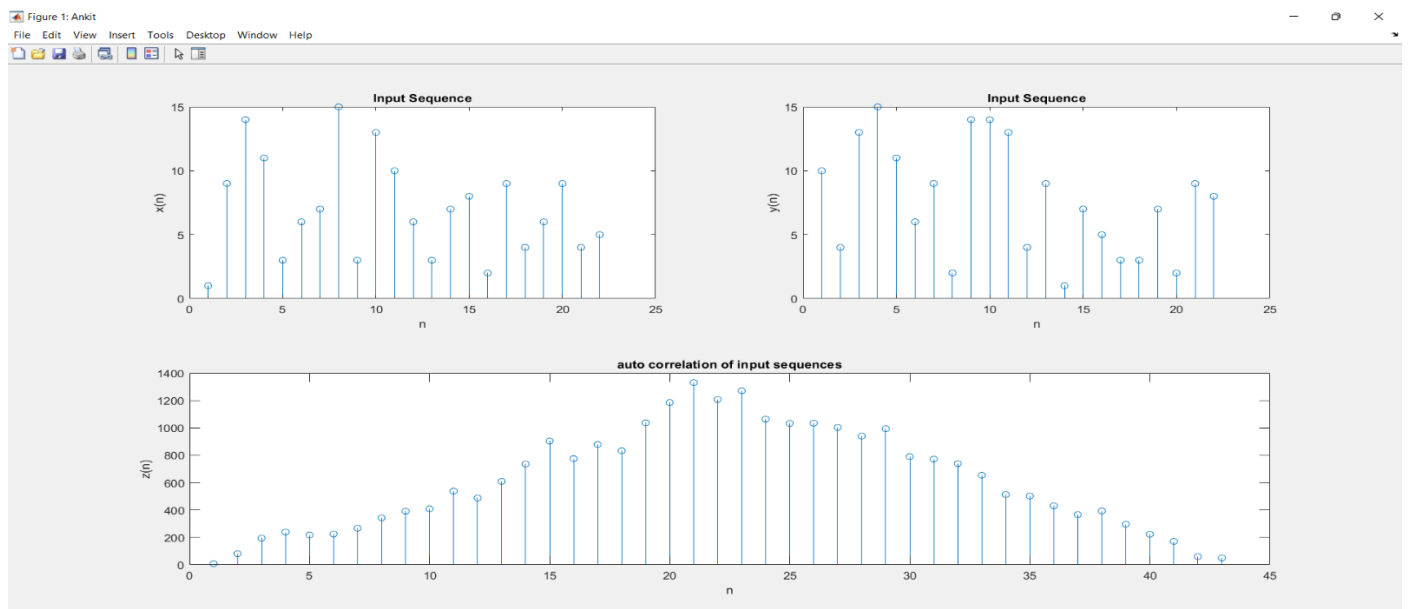 Figure 1: Ankit
File Edit View Insert Tools Desktop Window Help
Input Sequence
15
10
5
0
x(n)
0 5 10 15 20 25
n
Input Sequence
15
10
5
0
y(n)
0 5 10 15 20 25
n
auto correlation of input sequences
1400
1200
1000
800
600
400
200
0
z(n)
0 5 10 15 20 25 30 35 40 45
n